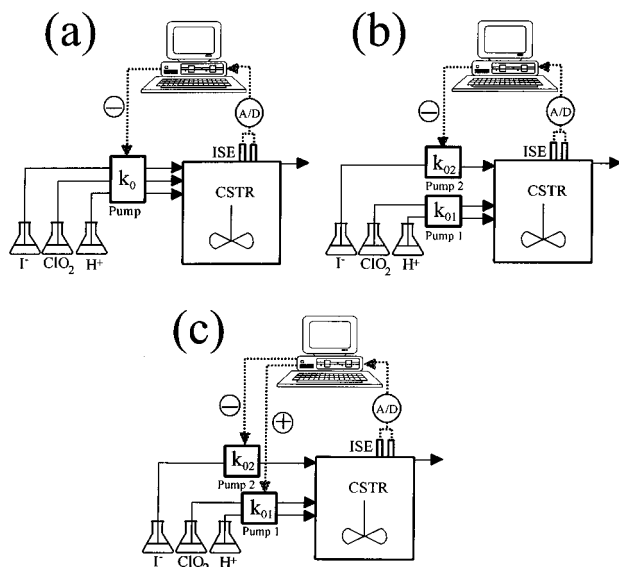 (a)
−
A/D
ISE
k0
Pump
CSTR
I- ClO2 H+
(b)
−
A/D
ISE
k02
Pump 2
CSTR
k01
Pump 1
I- ClO2 H+
(c)
− +
A/D
ISE
k02
Pump 2
CSTR
k01
Pump 1
I- ClO2 H+